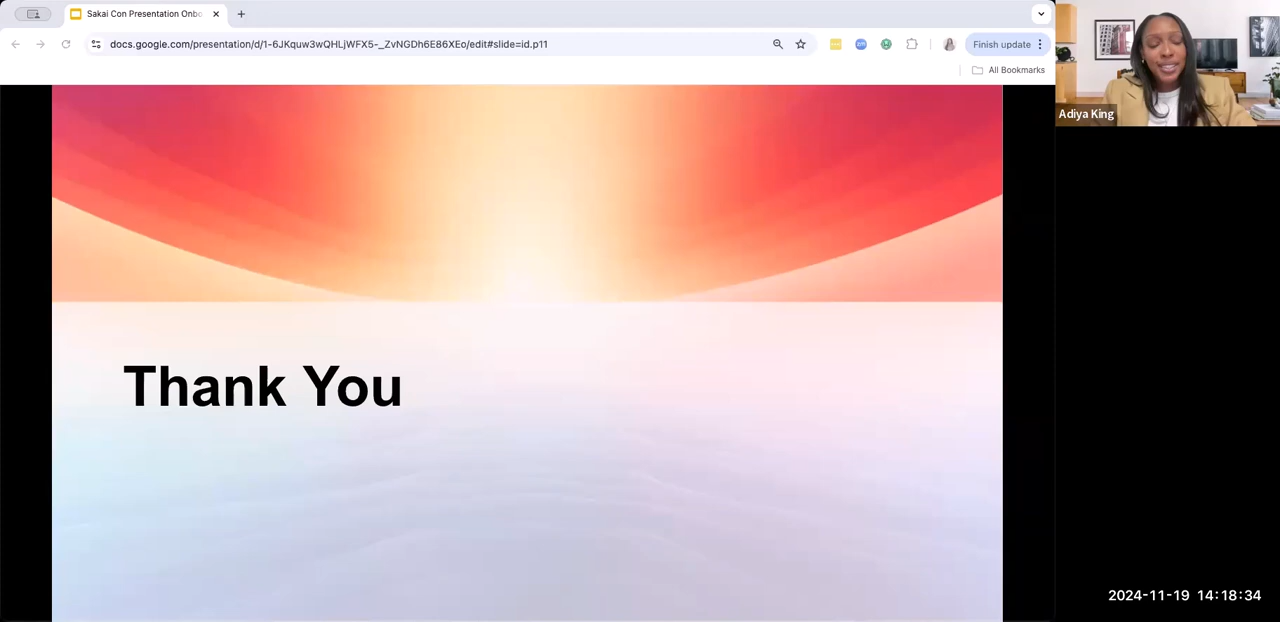 Sakai Con Presentation Onbo
docs.google.com/presentation/d/1-6JKquw3wQHLjWFX5-_ZvNGDh6E86XEo/edit#slide=id.p11
Finish update
All Bookmarks
Adiya King
Thank You
2024-11-19 14:18:34